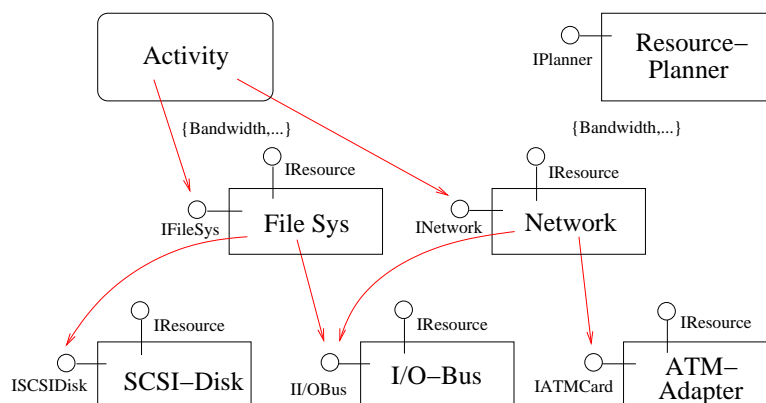 Activity
Resource–
Planner
IPlanner
{Bandwidth,...}
{Bandwidth,...}
IResource
IResource
IFileSys
File Sys
INetwork
Network
IResource
IResource
IResource
ISCSIDisk
SCSI–Disk
II/OBus
I/O–Bus
IATMCard
ATM–
Adapter